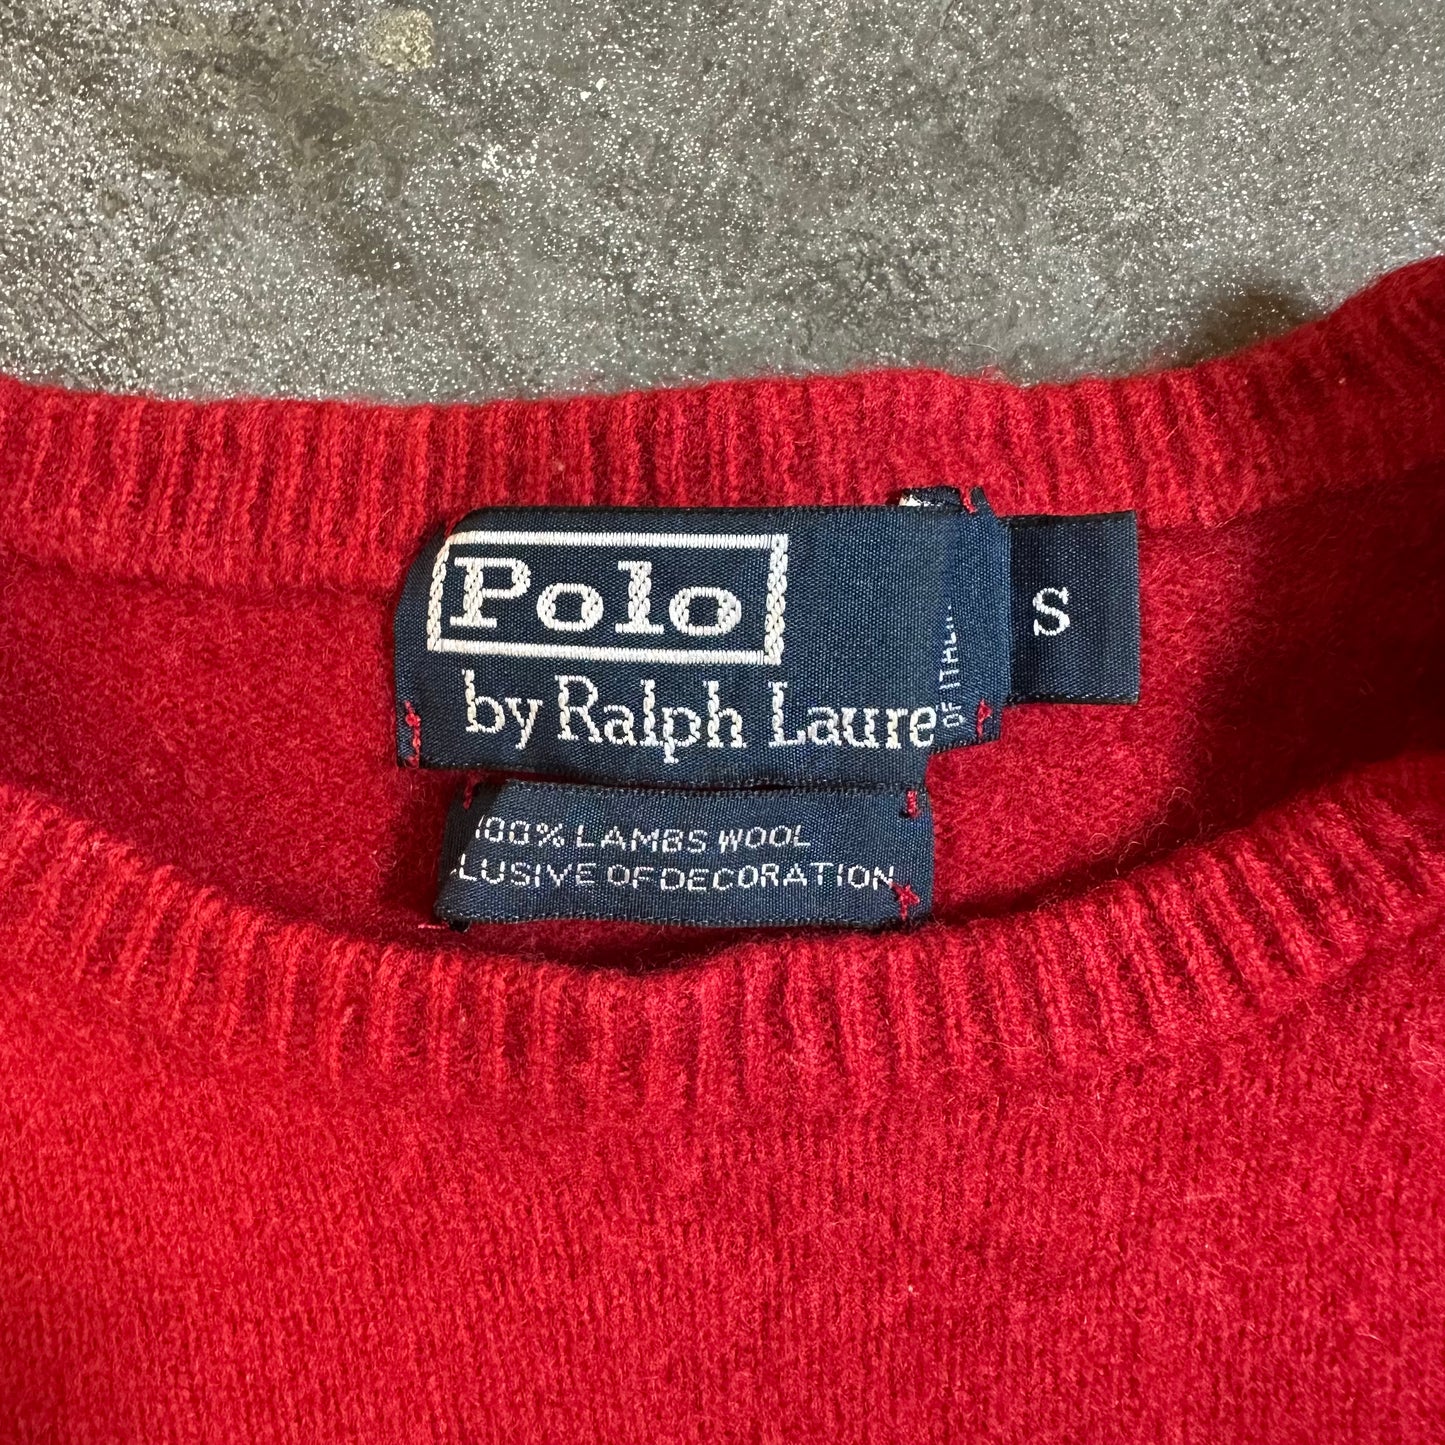 Polo
by Ralph Laure
S
100% LAMBS WOOL
LUSIVE OF DECORATION